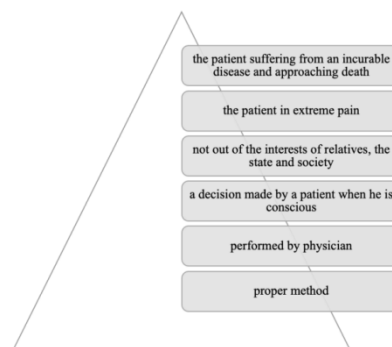 the patient suffering from an incurable
disease and approaching death
the patient in extreme pain
not out of the interests of relatives, the
state and society
a decision made by a patient when he is
conscious
performed by physician
proper method